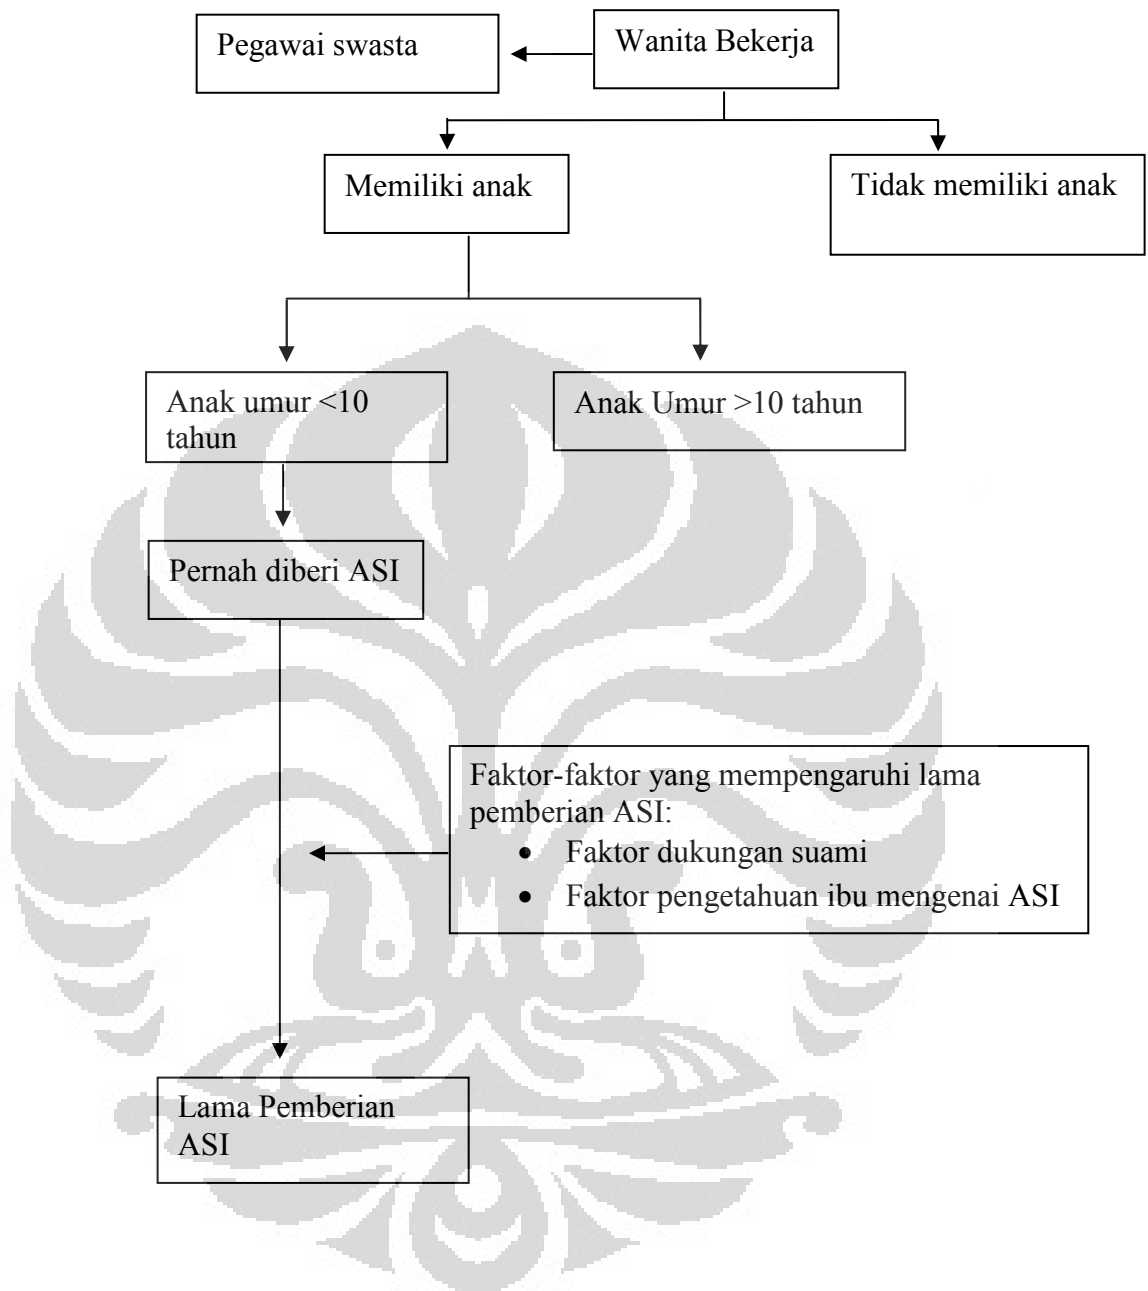 Pegawai swasta
Wanita Bekerja
Memiliki anak
Tidak memiliki anak
Anak umur <10
tahun
Anak Umur >10 tahun
Pernah diberi ASI
Faktor-faktor yang mempengaruhi lama
pemberian ASI:
• Faktor dukungan suami
• Faktor pengetahuan ibu mengenai ASI
Lama Pemberian
ASI